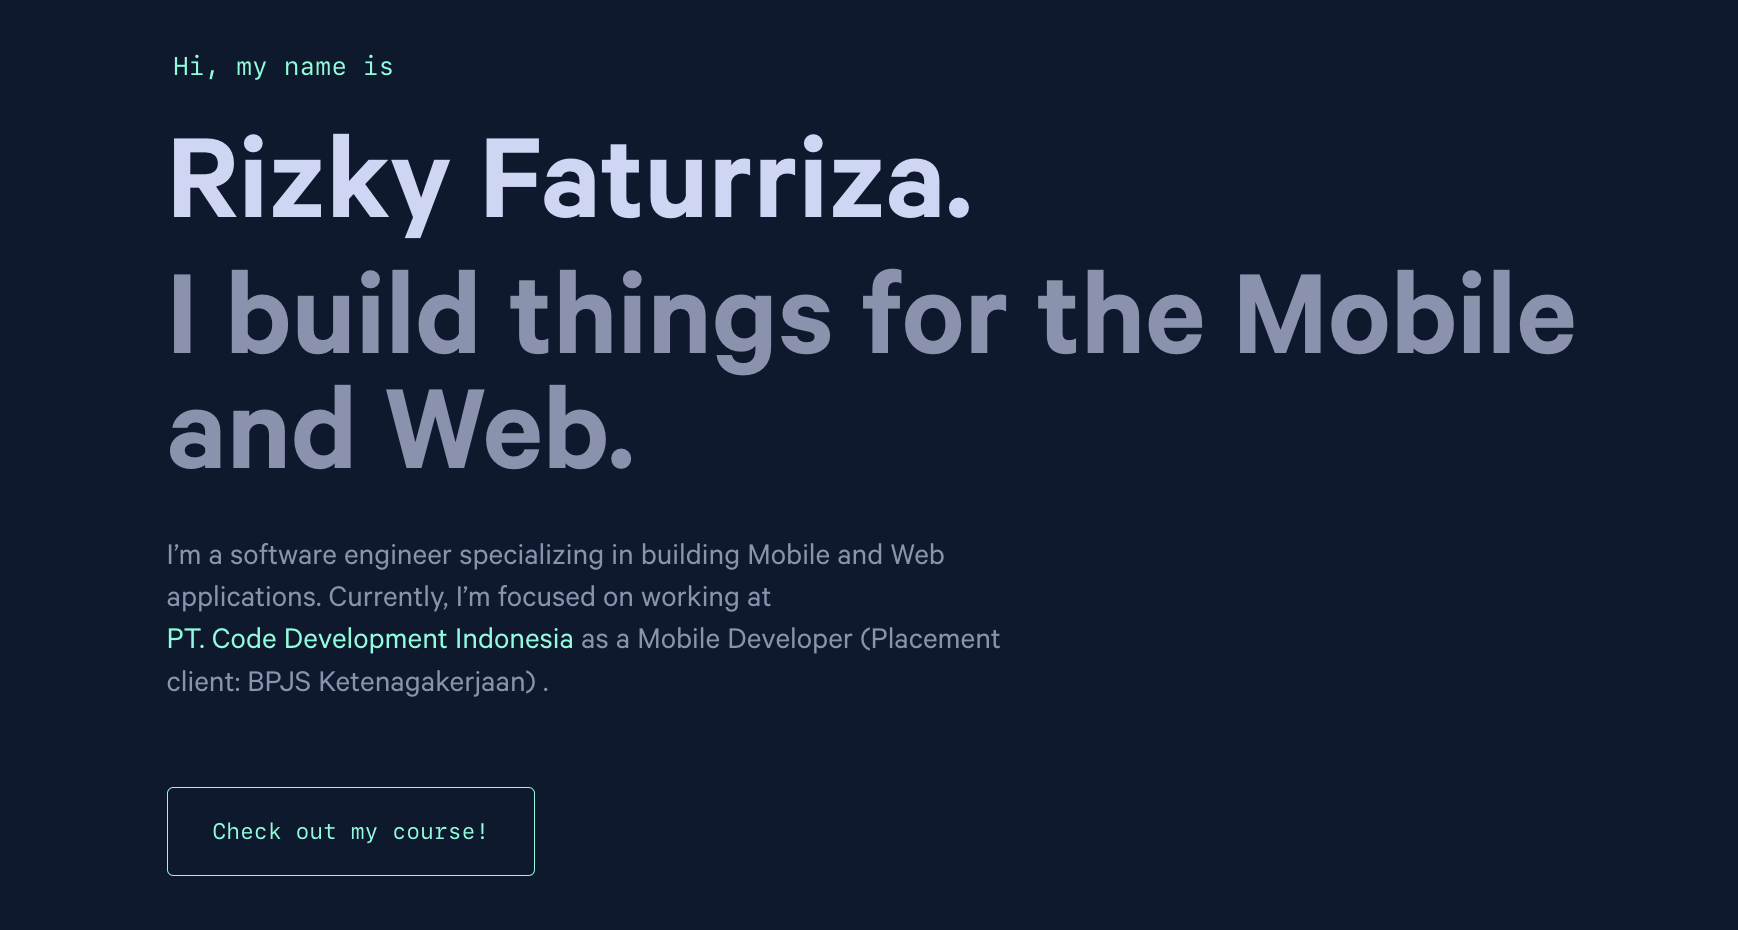 Hi, my name is
Rizky Faturriza.
I build things for the Mobile
and Web.
I’m a software engineer specializing in building Mobile and Web
applications. Currently, I’m focused on working at
PT. Code Development Indonesia as a Mobile Developer (Placement
client: BPJS Ketenagakerjaan) .
Check out my course!